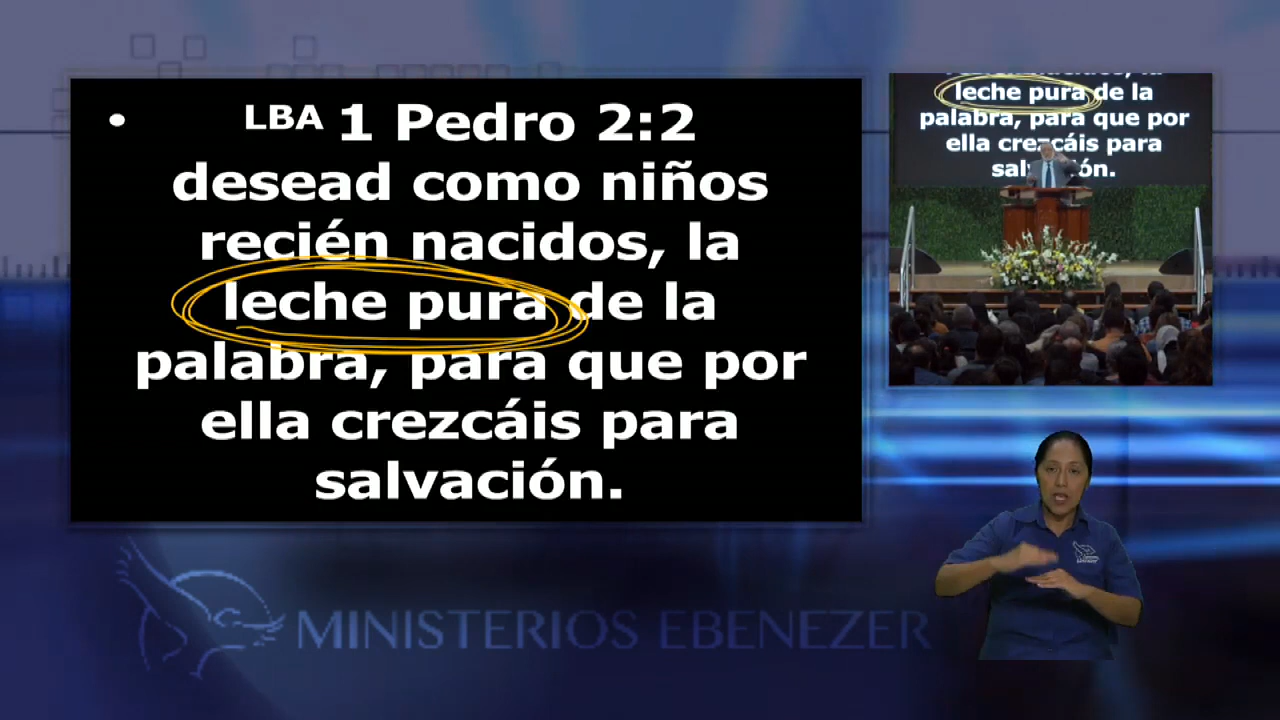 • LBA 1 Pedro 2:2
desead como niños
recién nacidos, la
leche pura de la
palabra, para que por
ella crezcáis para
salvación.
leche pura de la
palabra, para que por
ella crezcáis para
MINISTERIOS EBENEZER